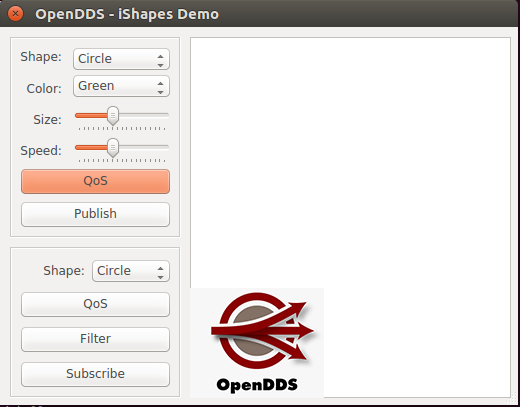 OpenDDS - iShapes Demo
Shape: Circle
Color: Green
Size:
Speed:
QoS
Publish
Shape: Circle
QoS
Filter
Subscribe
OpenDDS